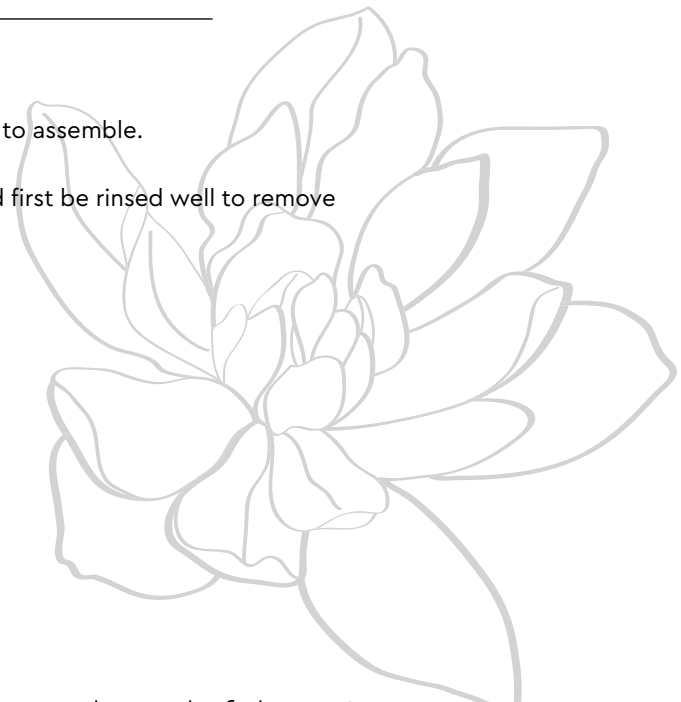 to assemble.
first be rinsed well to remove